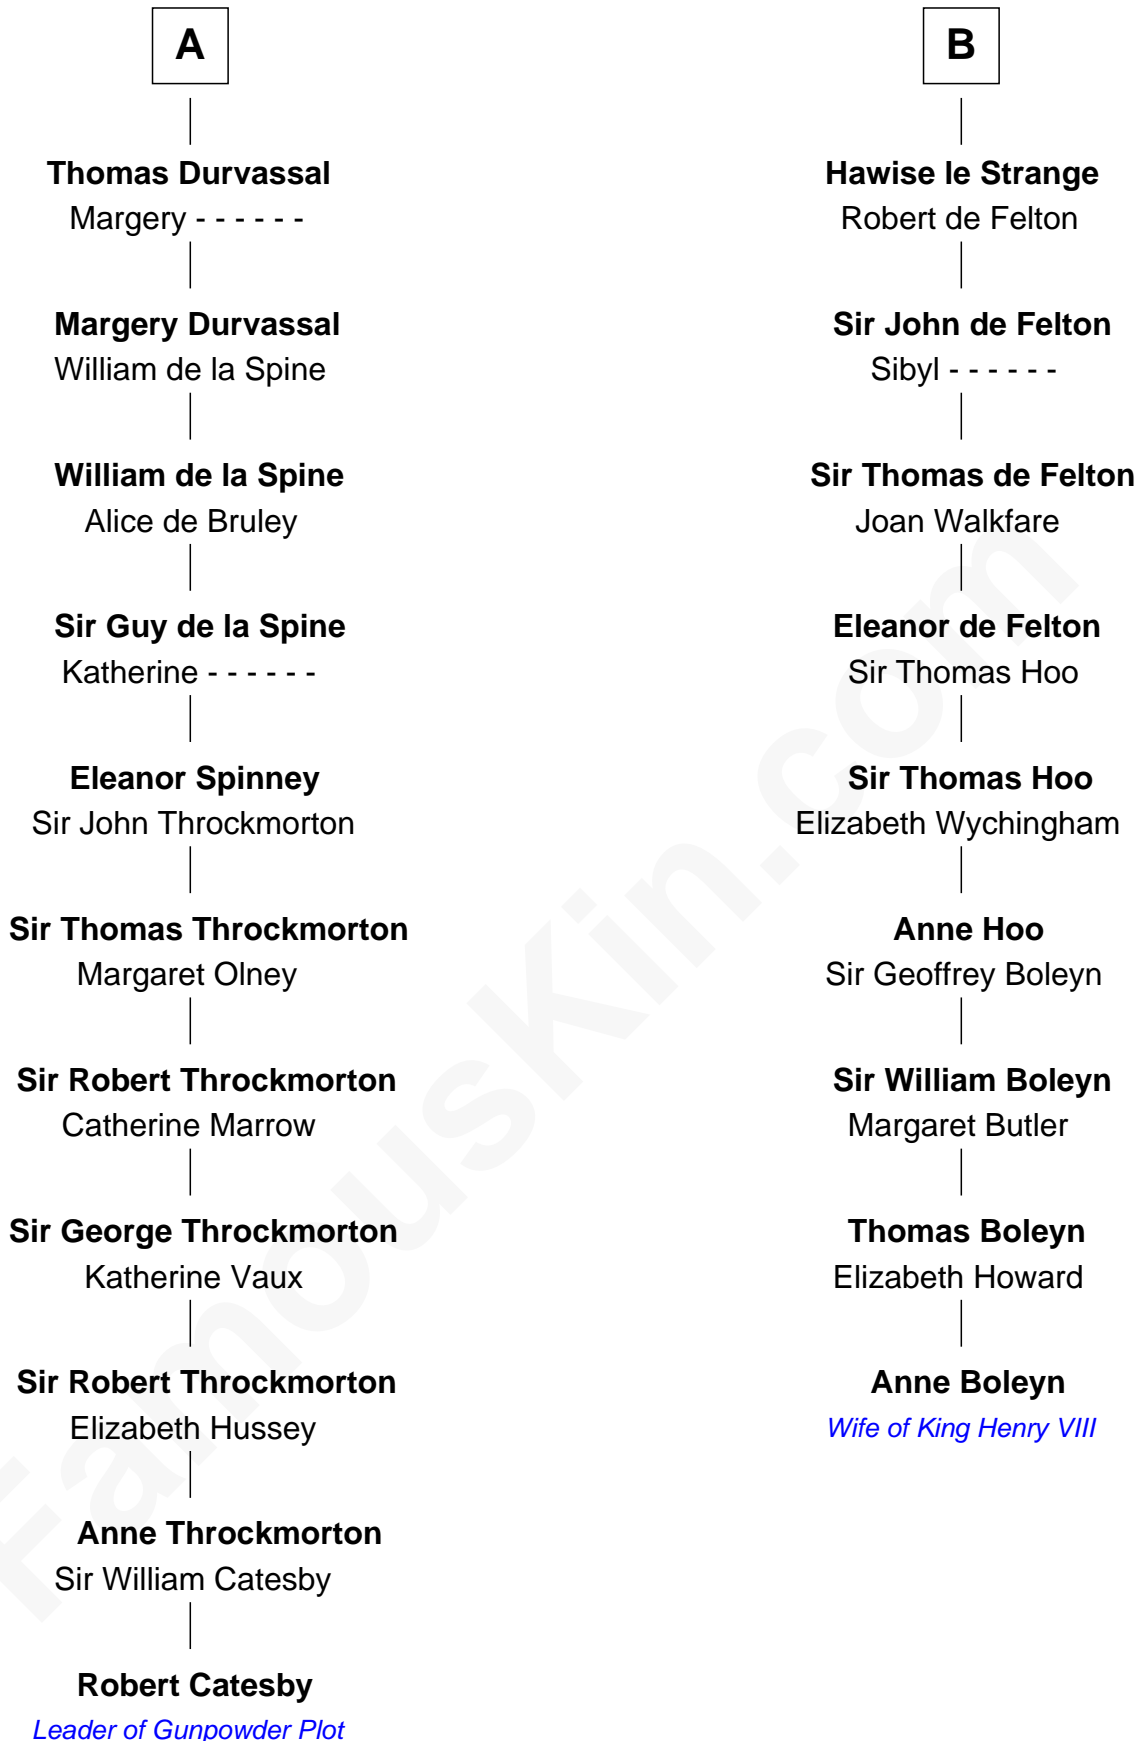 A
Thomas Durvassal
Margery - - - - - -
Margery Durvassal
William de la Spine
William de la Spine
Alice de Bruley
Sir Guy de la Spine
Katherine - - - - - -
Eleanor Spinney
Sir John Throckmorton
Sir Thomas Throckmorton
Margaret Olney
Sir Robert Throckmorton
Catherine Marrow
Sir George Throckmorton
Katherine Vaux
Sir Robert Throckmorton
Elizabeth Hussey
Anne Throckmorton
Sir William Catesby
Robert Catesby
Leader of Gunpowder Plot
B
Hawise le Strange
Robert de Felton
Sir John de Felton
Sibyl - - - - - -
Sir Thomas de Felton
Joan Walkfare
Eleanor de Felton
Sir Thomas Hoo
Sir Thomas Hoo
Elizabeth Wychingham
Anne Hoo
Sir Geoffrey Boleyn
Sir William Boleyn
Margaret Butler
Thomas Boleyn
Elizabeth Howard
Anne Boleyn
Wife of King Henry VIII
FamousKin.com